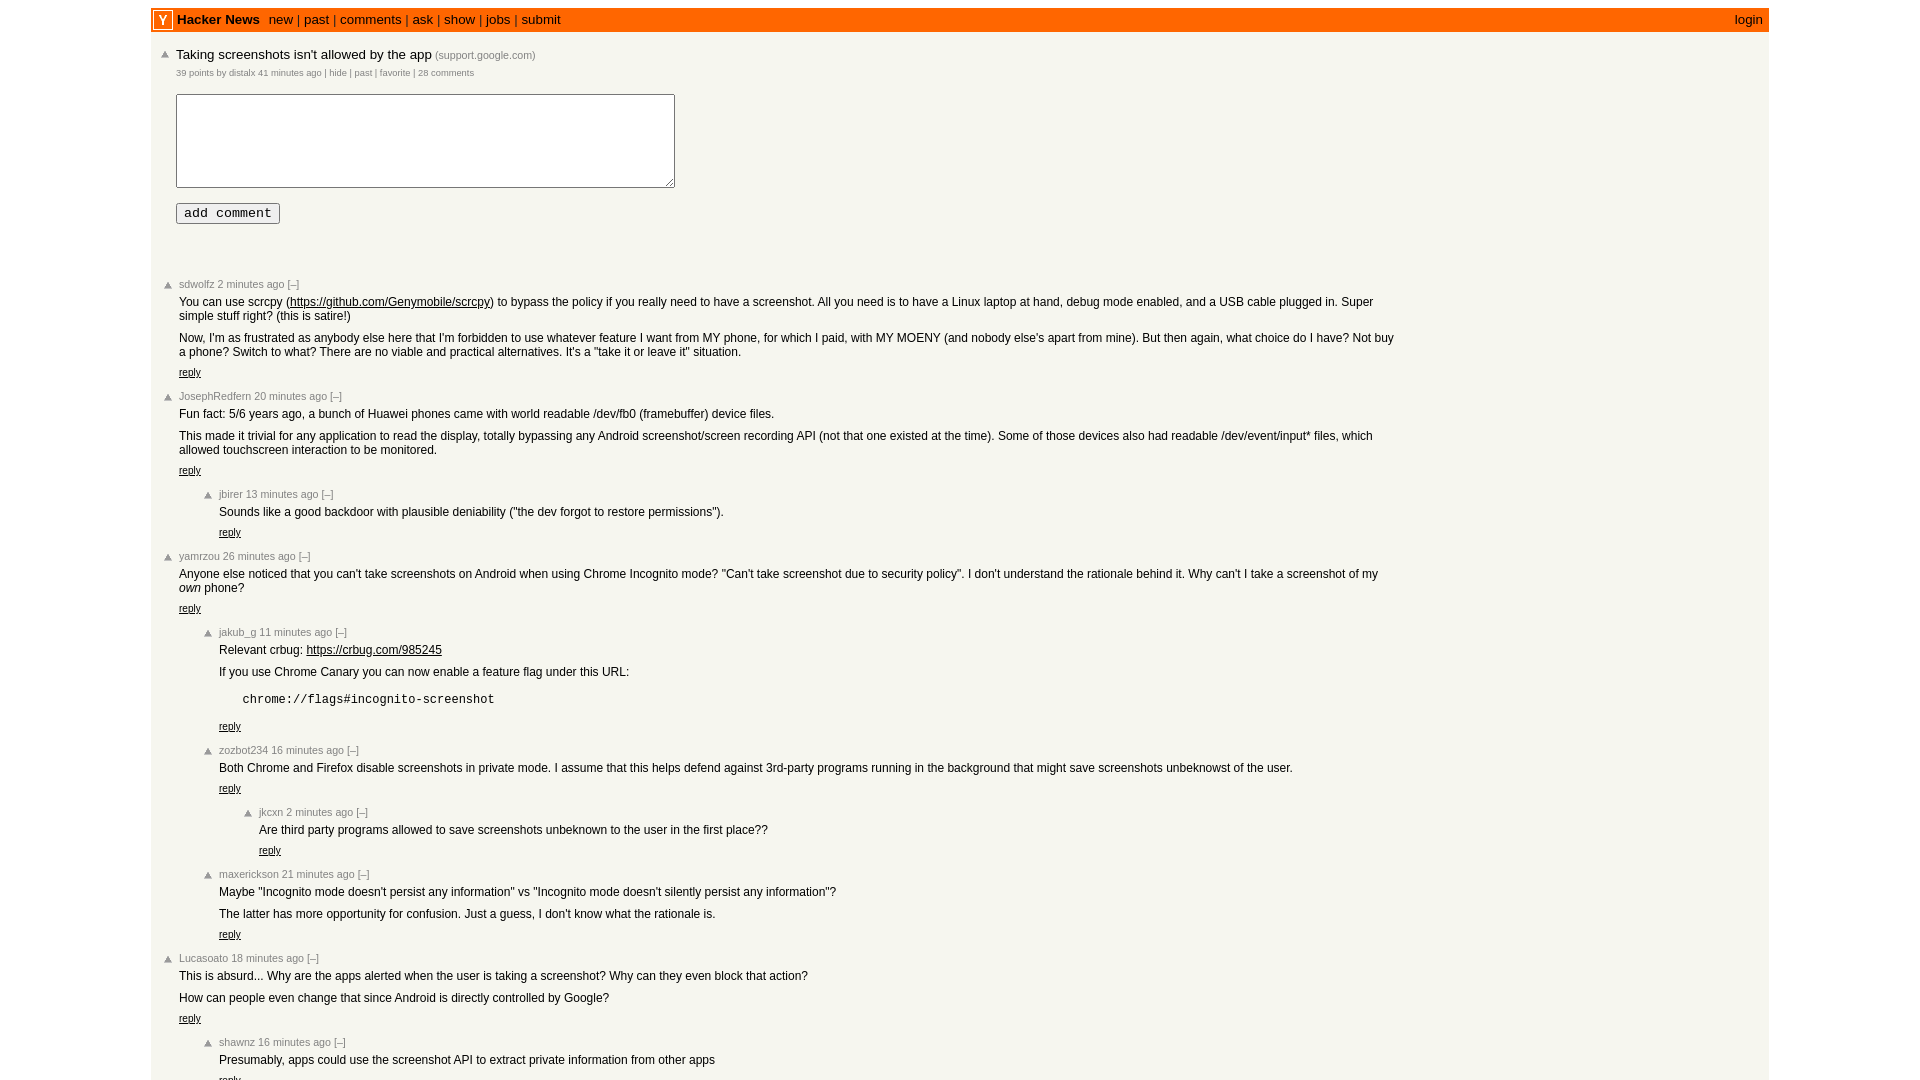 Y Hacker News new | past | comments | ask | show | jobs | submit login
Taking screenshots isn't allowed by the app (support.google.com)
39 points by distalx 41 minutes ago | hide | past | favorite | 28 comments
add comment
sdwolfz 2 minutes ago [–]
You can use scrcpy (https://github.com/Genymobile/scrcpy) to bypass the policy if you really need to have a screenshot. All you need is to have a Linux laptop at hand, debug mode enabled, and a USB cable plugged in. Super
simple stuff right? (this is satire!)
Now, I'm as frustrated as anybody else here that I'm forbidden to use whatever feature I want from MY phone, for which I paid, with MY MOENY (and nobody else's apart from mine). But then again, what choice do I have? Not buy
a phone? Switch to what? There are no viable and practical alternatives. It's a "take it or leave it" situation.
reply
JosephRedfern 20 minutes ago [–]
Fun fact: 5/6 years ago, a bunch of Huawei phones came with world readable /dev/fb0 (framebuffer) device files.
This made it trivial for any application to read the display, totally bypassing any Android screenshot/screen recording API (not that one existed at the time). Some of those devices also had readable /dev/event/input* files, which
allowed touchscreen interaction to be monitored.
reply
jbirer 13 minutes ago [–]
Sounds like a good backdoor with plausible deniability ("the dev forgot to restore permissions").
reply
yamrzou 26 minutes ago [–]
Anyone else noticed that you can't take screenshots on Android when using Chrome Incognito mode? "Can't take screenshot due to security policy". I don't understand the rationale behind it. Why can't I take a screenshot of my
own phone?
reply
jakub_g 11 minutes ago [–]
Relevant crbug: https://crbug.com/985245
If you use Chrome Canary you can now enable a feature flag under this URL:
chrome://flags#incognito-screenshot
reply
zozbot234 16 minutes ago [–]
Both Chrome and Firefox disable screenshots in private mode. I assume that this helps defend against 3rd-party programs running in the background that might save screenshots unbeknowst of the user.
reply
jkcxn 2 minutes ago [–]
Are third party programs allowed to save screenshots unbeknown to the user in the first place??
reply
maxerickson 21 minutes ago [–]
Maybe "Incognito mode doesn't persist any information" vs "Incognito mode doesn't silently persist any information"?
The latter has more opportunity for confusion. Just a guess, I don't know what the rationale is.
reply
Lucasoato 18 minutes ago [–]
This is absurd... Why are the apps alerted when the user is taking a screenshot? Why can they even block that action?
How can people even change that since Android is directly controlled by Google?
reply
shawnz 16 minutes ago [–]
Presumably, apps could use the screenshot API to extract private information from other apps
reply